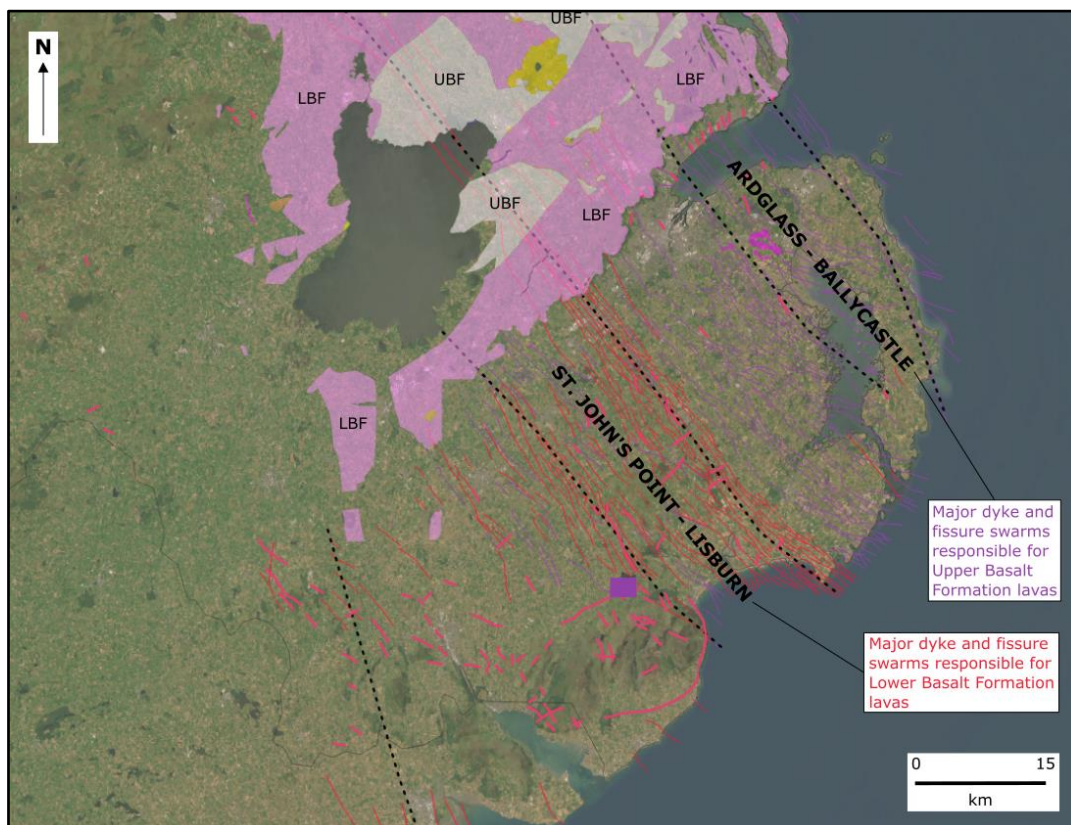 N
UBF
UBF
LBF
LBF
UBF
LBF
LBF
ARDGLASS - BALLYCASTLE
ST. JOHN'S POINT - LISBURN
Major dyke and
fissure swarms
responsible for
Upper Basalt
Formation lavas
Major dyke and fissure
swarms responsible for
Lower Basalt Formation
lavas
0 15
km